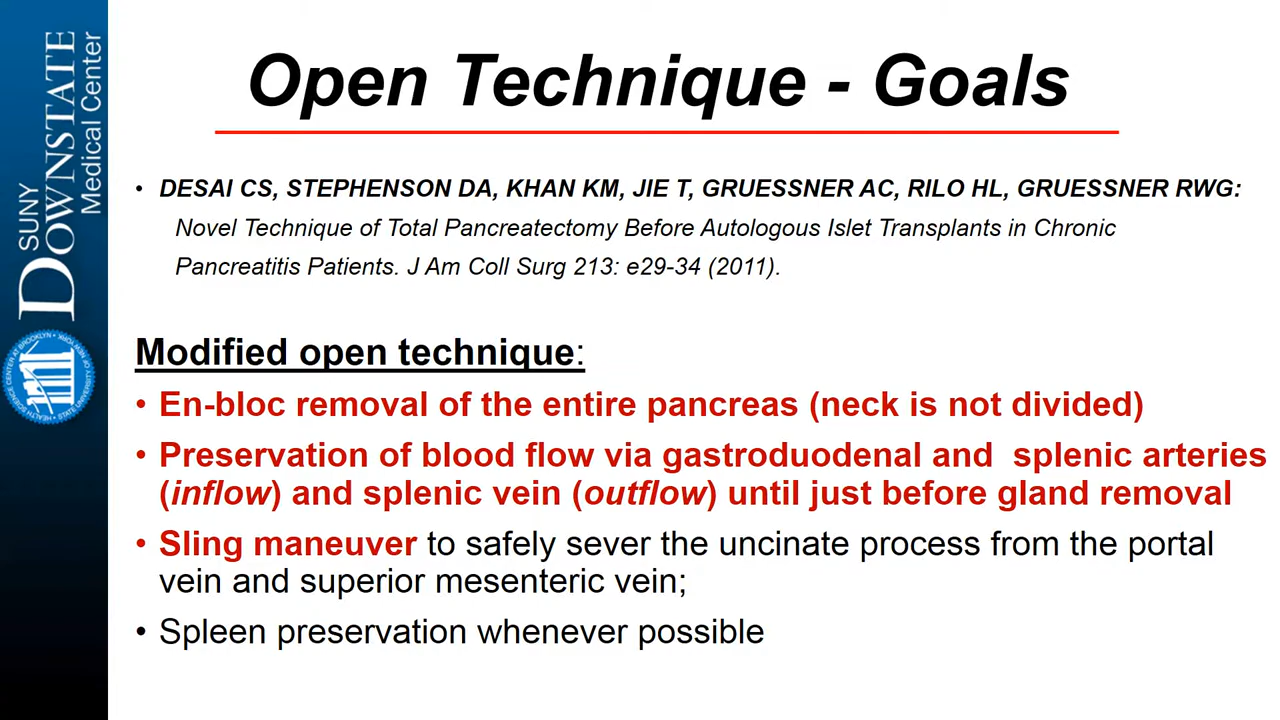 SUNY
DOWNSTATE
Medical Center
Open Technique - Goals
• DESAI CS, STEPHENSON DA, KHAN KM, JIE T, GRUESSNER AC, RILO HL, GRUESSNER RWG:
Novel Technique of Total Pancreatectomy Before Autologous Islet Transplants in Chronic
Pancreatitis Patients. J Am Coll Surg 213: e29-34 (2011).
Modified open technique:
• En-bloc removal of the entire pancreas (neck is not divided)
• Preservation of blood flow via gastroduodenal and splenic arteries
(inflow) and splenic vein (outflow) until just before gland removal
• Sling maneuver to safely sever the uncinate process from the portal
vein and superior mesenteric vein;
• Spleen preservation whenever possible